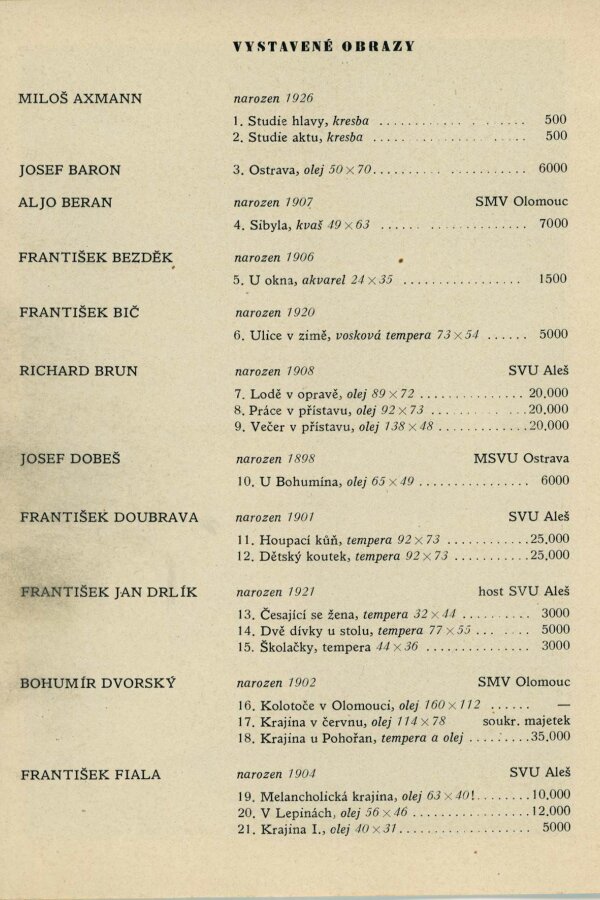 VYSTAVENÉ OBRAZY
MILOŠ AXMANN narozen 1926
1. Studie hlavy, kresba . . . . . . . . . . . . . . . . 500
2. Studie aktu, kresba . . . . . . . . . . . . . . . . 500
JOSEF BARON 3. Ostrava, olej 50×70. . . . . . . . . . . . . . . . 6000
ALJO BERAN narozen 1907 SMV Olomouc
4. Sibyla, kvaš 49×63 . . . . . . . . . . . . . . . . 7000
FRANTIŠEK BEZDĚK narozen 1906
5. U okna, akvarel 24×35 . . . . . . . . . . . . . . . . 1500
FRANTIŠEK BIČ narozen 1920
6. Ulice v zimě, vosková tempera 73×54 . . . . . . 5000
RICHARD BRUN narozen 1908 SVU Aleš
7. Lodě v opravě, olej 89×72 . . . . . . . . . . . . 20,000
8. Práce v přístavu, olej 92×73 . . . . . . . . . . . . 20,000
9. Večer v přístavu, olej 138×48 . . . . . . . . . . . . 20,000
JOSEF DOBEŠ narozen 1898 MSVU Ostrava
10. U Bohumína, olej 65×49 . . . . . . . . . . . . . . 6000
FRANTIŠEK DOUBRAVA narozen 1901 SVU Aleš
11. Houpací kůň, tempera 92×73 . . . . . . . . . . . 25,000
12. Dětský koutek, tempera 92×73 . . . . . . . . . . . 25,000
FRANTIŠEK JAN DRLÍK narozen 1921 host SVU Aleš
13. Česající se žena, tempera 32×44 . . . . . . . . . 3000
14. Dvě dívky u stolu, tempera 77×55 . . . . . . . 5000
15. Školačky, tempera 44×36 . . . . . . . . . . . . . 3000
BOHUMÍR DVORSKÝ narozen 1902 SMV Olomouc
16. Kolotoče v Olomouci, olej 160×112 . . . . . . —
17. Krajina v červnu, olej 114×78 soukr. majetek
18. Krajina u Pohořan, tempera a olej . . . . . . . . 35,000
FRANTIŠEK FIALA narozen 1904 SVU Aleš
19. Melancholická krajina, olej 63×40! . . . . . . . . 10,000
20. V Lepinách, olej 56×46 . . . . . . . . . . . . . . 12,000
21. Krajina I., olej 40×31 . . . . . . . . . . . . . . . . 5000